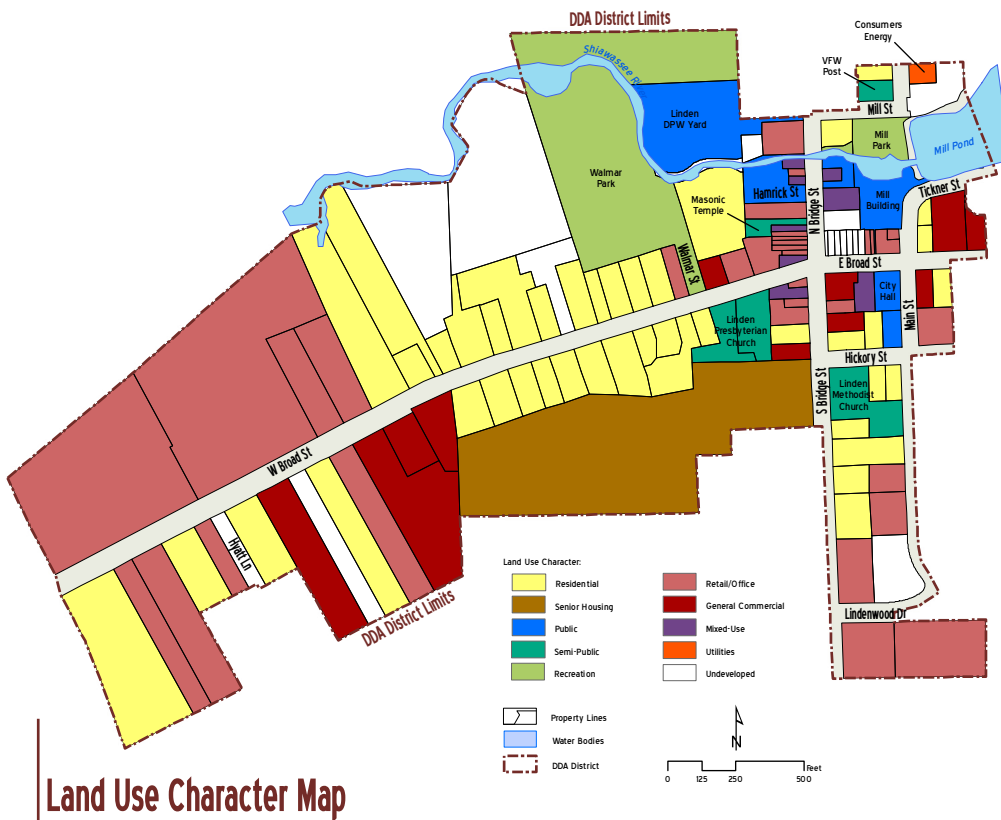 DDA District Limits
Consumers
Energy
VFW
Post
Shiawassee Rv
Mill St
Linden
DPW Yard
Mill
Park
Mill Pond
Walmar
Park
Hamrick St
Tickner St
Masonic
Temple
Mill
Building
N Bridge St
Walmar St
E Broad St
City
Hall
Main St
Linden
Presbyterian
Church
Hickory St
S Bridge St
Linden
Methodist
Church
W Broad St
Hyatt Ln
DDA District Limits
Lindenwood Dr
Land Use Character:
Residential
Retail/Office
Senior Housing
General Commercial
Public
Mixed-Use
Semi-Public
Utilities
Recreation
Undeveloped
Property Lines
Water Bodies
DDA District
N
Feet
0 125 250 500
Land Use Character Map